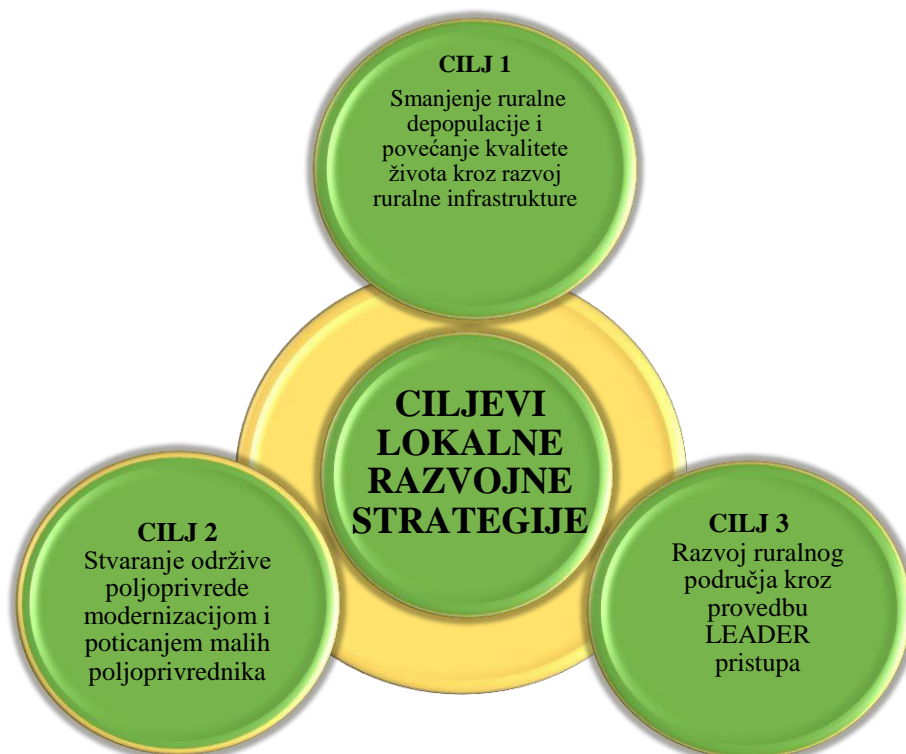 CILJ 1
Smanjenje ruralne
depopulacije i
povećanje kvalitete
života kroz razvoj
ruralne infrastrukture
CILJEVI
LOKALNE
RAZVOJNE
STRATEGIJE
CILJ 2
Stvaranje održive
poljoprivrede
modernizacijom i
poticanjem malih
poljoprivrednika
CILJ 3
Razvoj ruralnog
područja kroz
provedbu
LEADER
pristupa